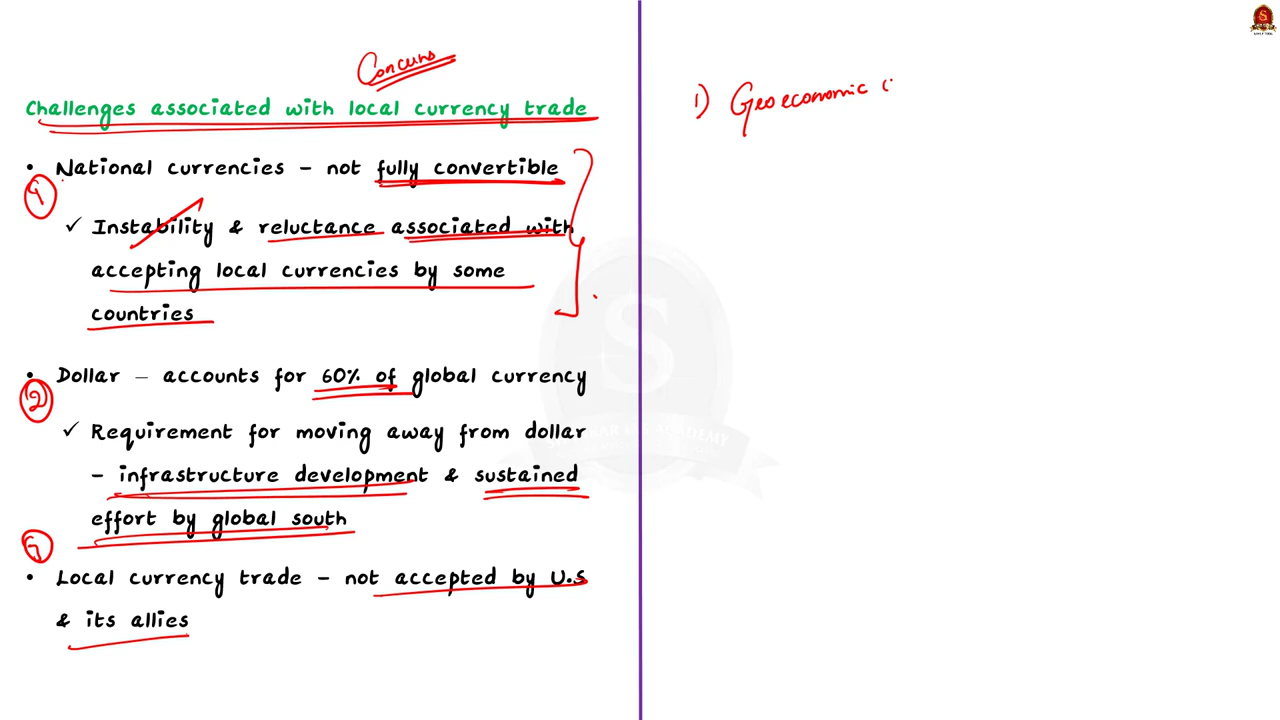 Concerns
Challenges associated with local currency trade
• National currencies – not fully convertible
1
✓ Instability & reluctance associated with
accepting local currencies by some
countries
• Dollar – accounts for 60% of global currency
2
✓ Requirement for moving away from dollar
– infrastructure development & sustained
effort by global south
• Local currency trade – not accepted by U.S
& its allies
1) Geoeconomic